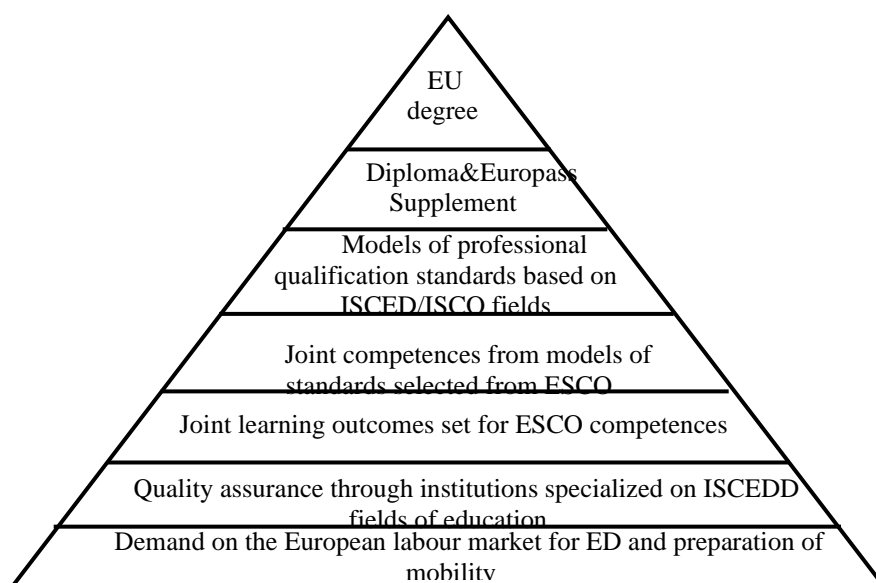 EU
degree
Diploma&Europass
Supplement
Models of professional
qualification standards based on
ISCED/ISCO fields
Joint competences from models of
standards selected from ESCO
Joint learning outcomes set for ESCO competences
Quality assurance through institutions specialized on ISCEDD
fields of education
Demand on the European labour market for ED and preparation of
mobility